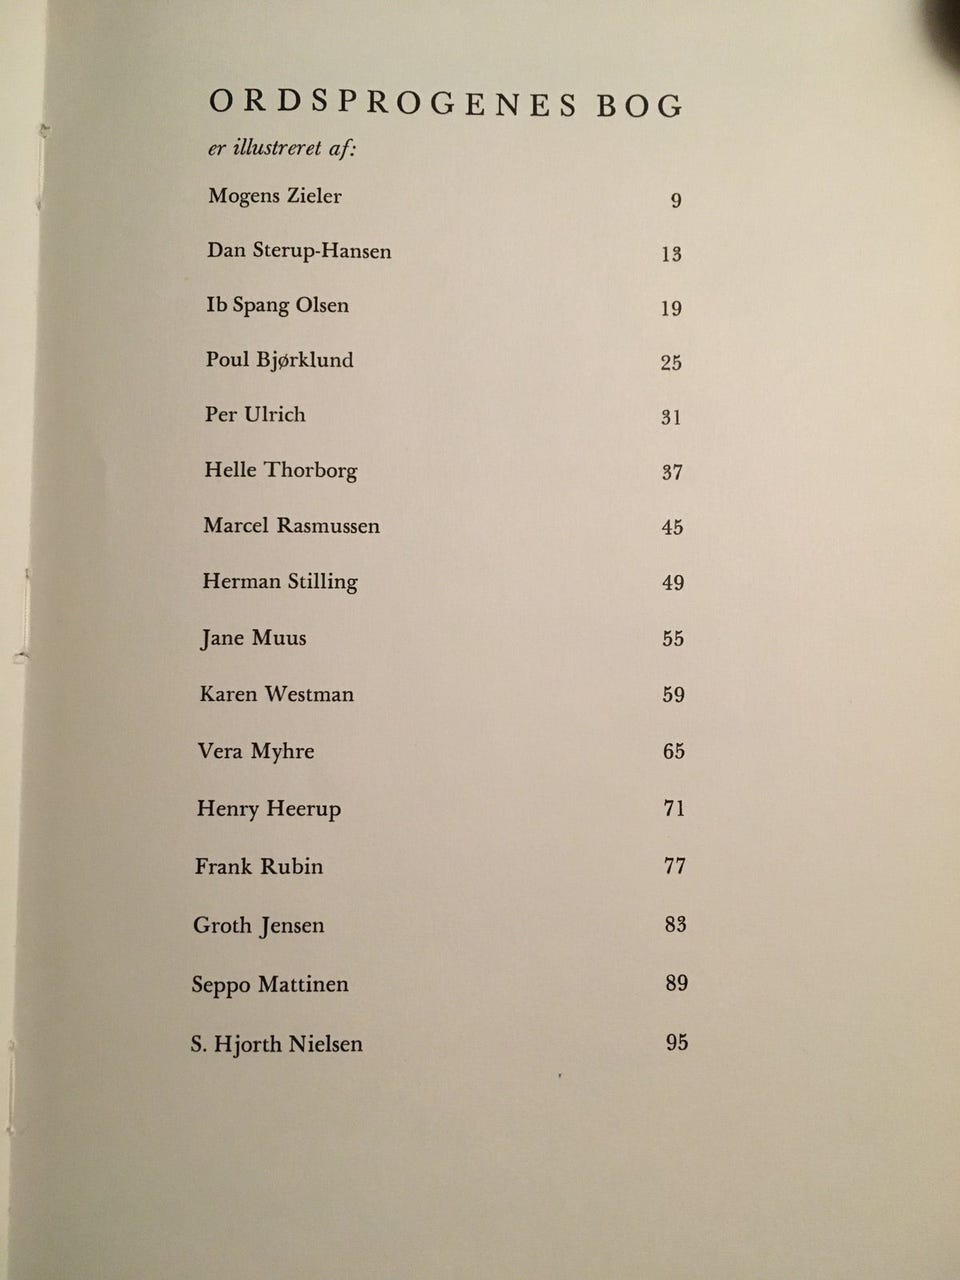 ORDSPROGENES BOG
er illustreret af:
Mogens Zieler 9
Dan Sterup-Hansen 13
Ib Spang Olsen 19
Poul Bjørklund 25
Per Ulrich 31
Helle Thorborg 37
Marcel Rasmussen 45
Herman Stilling 49
Jane Muus 55
Karen Westman 59
Vera Myhre 65
Henry Heerup 71
Frank Rubin 77
Groth Jensen 83
Seppo Mattinen 89
S. Hjorth Nielsen 95